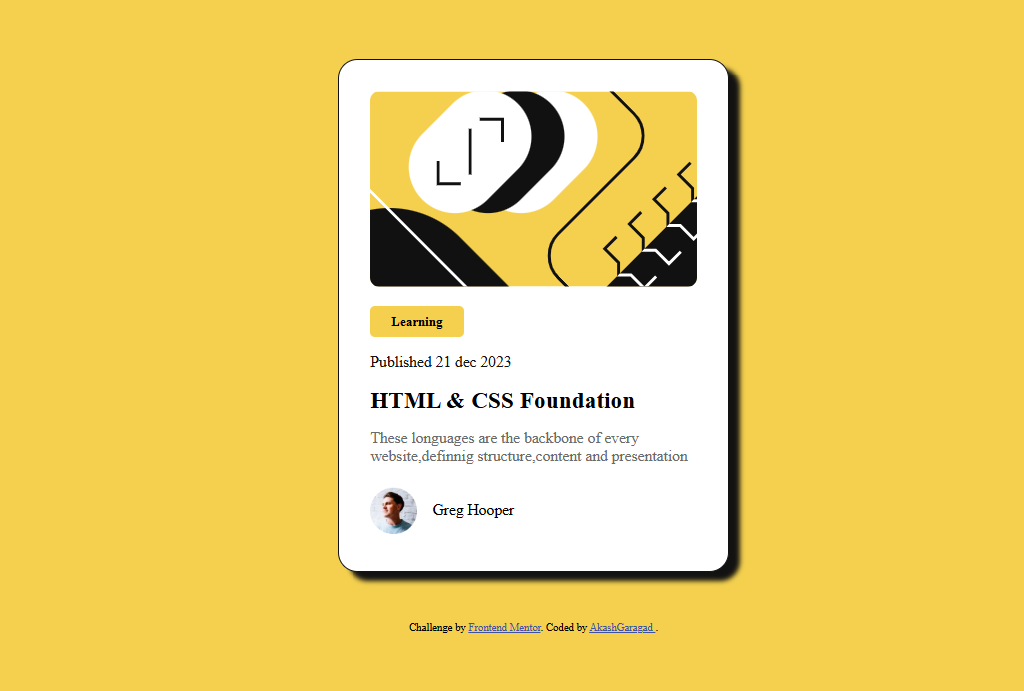 Learning
Published 21 dec 2023
HTML & CSS Foundation
These longuages are the backbone of every
website,definnig structure,content and presentation
Greg Hooper
Challenge by Frontend Mentor. Coded by AkashGaragad .